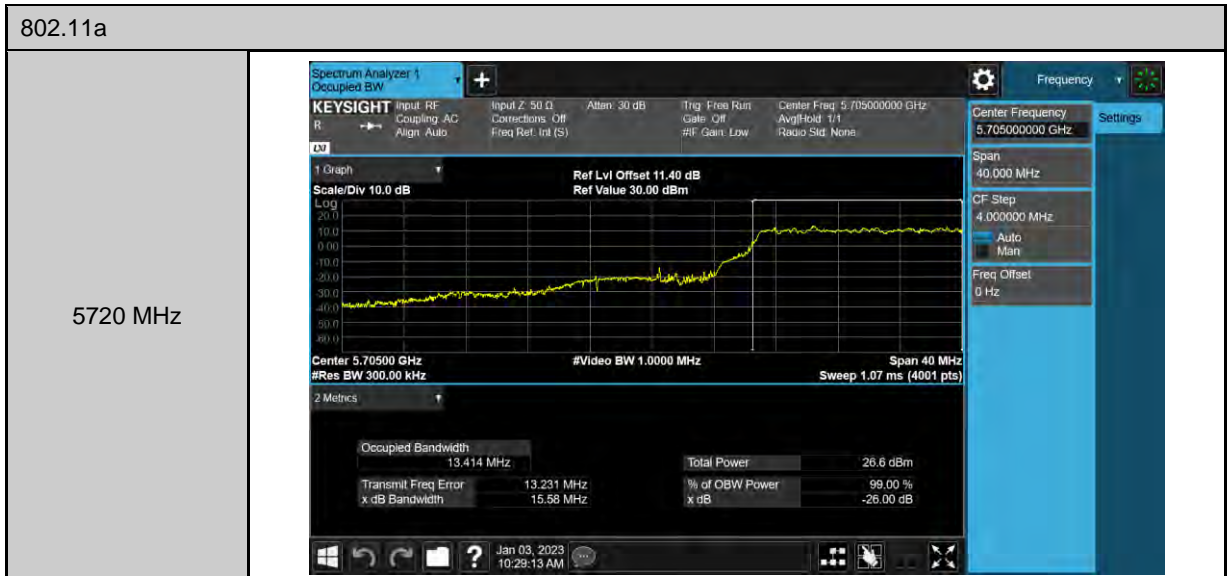 802.11a
5720 MHz
Spectrum Analyzer 1
Occupied BW
Frequency
KEYSIGHT
R
LXI
Input: RF
Coupling: AC
Align: Auto
Input Z: 50 Ω
Corrections: Off
Freq Ref: Int (S)
Atten: 30 dB
Trig: Free Run
Gate: Off
#IF Gain: Low
Center Freq: 5.705000000 GHz
Avg|Hold: 1/1
Radio Std: None
Center Frequency
5.705000000 GHz
Settings
Span
40.000 MHz
CF Step
4.000000 MHz
Auto
Man
Freq Offset
0 Hz
1 Graph
Scale/Div 10.0 dB
Ref Lvl Offset 11.40 dB
Ref Value 30.00 dBm
Log
20.0
10.0
0.00
-10.0
-20.0
-30.0
-40.0
-50.0
-60.0
Center 5.70500 GHz
#Res BW 300.00 kHz
#Video BW 1.0000 MHz
Span 40 MHz
Sweep 1.07 ms (4001 pts)
2 Metrics
Occupied Bandwidth
13.414 MHz
Total Power 26.6 dBm
Transmit Freq Error 13.231 MHz
% of OBW Power 99.00 %
x dB Bandwidth 15.58 MHz
x dB -26.00 dB
?
Jan 03, 2023
10:29:13 AM